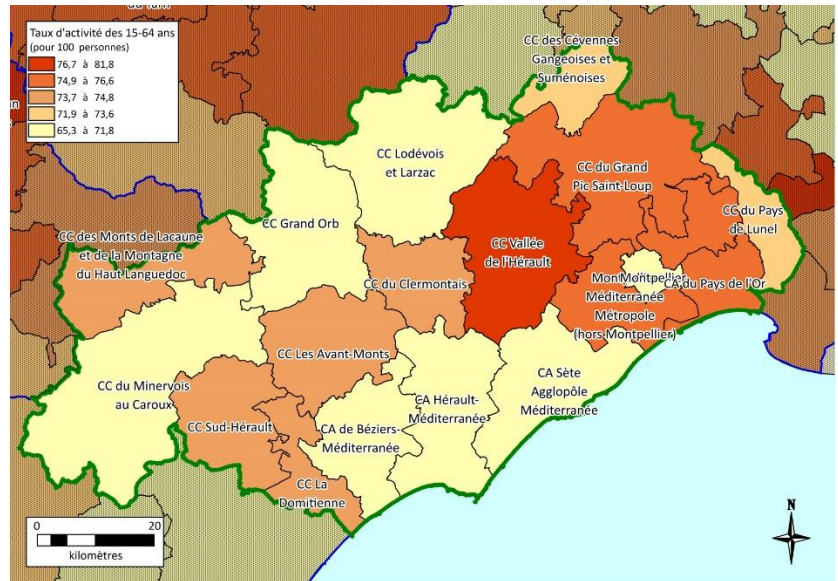 du Tarn
Taux d'activité des 15-64 ans
(pour 100 personnes)
76,7 à 81,8
74,9 à 76,6
73,7 à 74,8
71,9 à 73,6
65,3 à 71,8
CC des Cévennes
Gangeoises et
Suménoises
CC Lodévois
et Larzac
CC du Grand
Pic Saint-Loup
CC du Pays
de Lunel
CC Grand Orb
CC des Monts de Lacaune
et de la Montagne
du Haut Languedoc
CC Vallée
de l'Hérault
CC du Clermontais
Montpellier
CA du Pays de l'Or
Montpellier
Méditerranée
Métropole
(hors Montpellier)
CC Les Avant-Monts
CC du Minervois
au Caroux
CA Sète
Agglopôle
Méditerranée
CA Hérault-
Méditerranée
CC Sud-Hérault
CA de Béziers-
Méditerranée
CC La
Domitienne
0 20
kilomètres
N